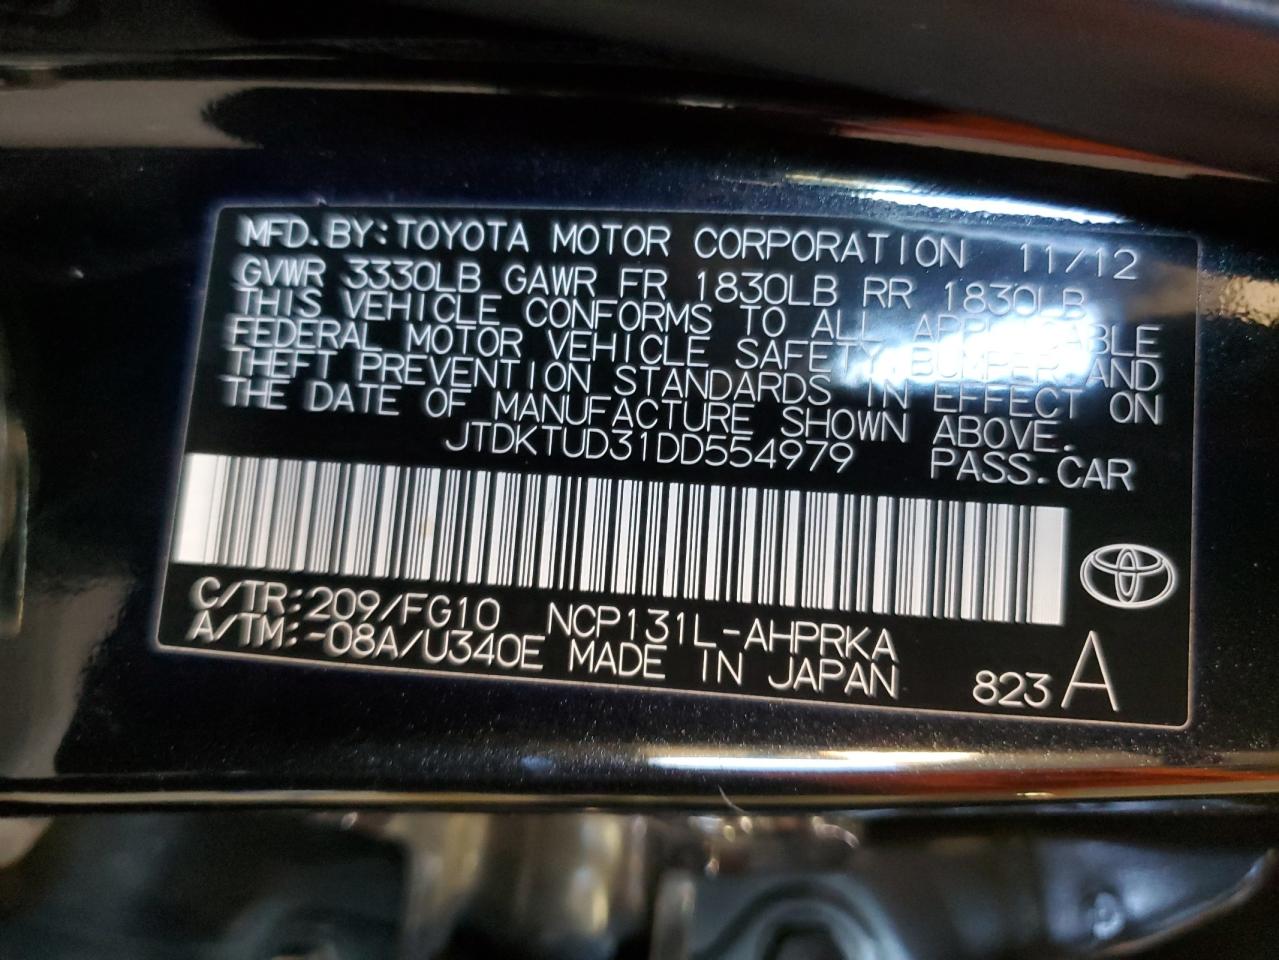 MFD.BY:TOYOTA MOTOR CORPORATION 11/12
GVWR 3330LB GAWR FR 1830LB RR 1830LB
THIS VEHICLE CONFORMS TO ALL APPLICABLE
FEDERAL MOTOR VEHICLE SAFETY,BUMPER,AND
THEFT PREVENTION STANDARDS IN EFFECT ON
THE DATE OF MANUFACTURE SHOWN ABOVE.
JTDKTUD31DD554979 PASS.CAR
C/TR:209/FG10 NCP131L-AHPRKA
A/TM:-08A/U340E MADE IN JAPAN 823 A